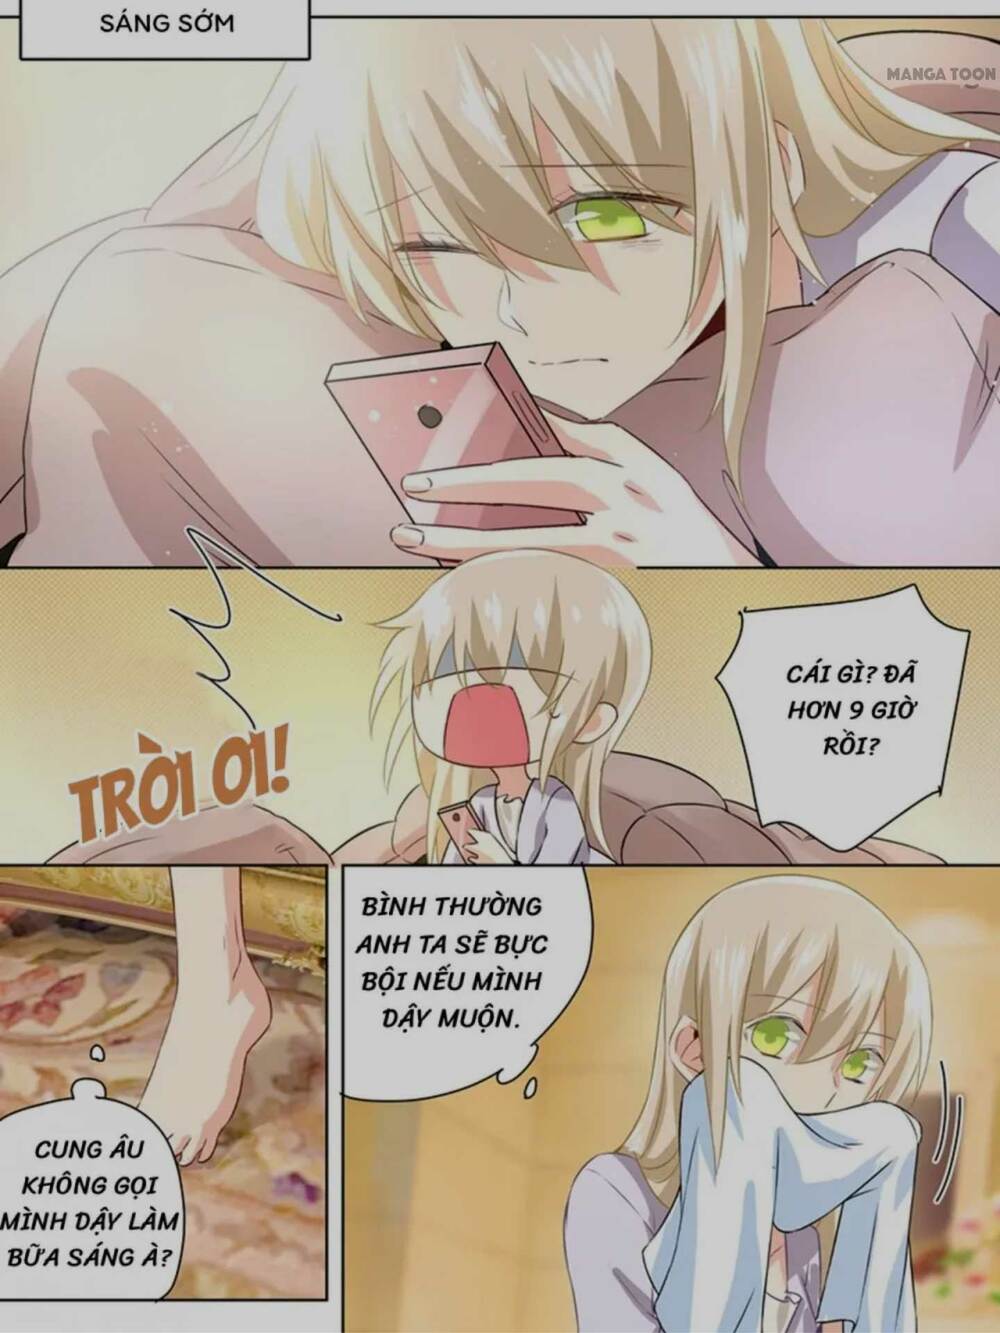 SÁNG SỚM
MANGA TOON
CÁI GÌ? ĐÃ
HƠN 9 GIỜ
RỒI?
TRỜI ƠI!
BÌNH THƯỜNG
ANH TA SẼ BỰC
BỘI NẾU MÌNH
DẬY MUỘN.
CUNG ÂU
KHÔNG GỌI
MÌNH DẬY LÀM
BỮA SÁNG À?